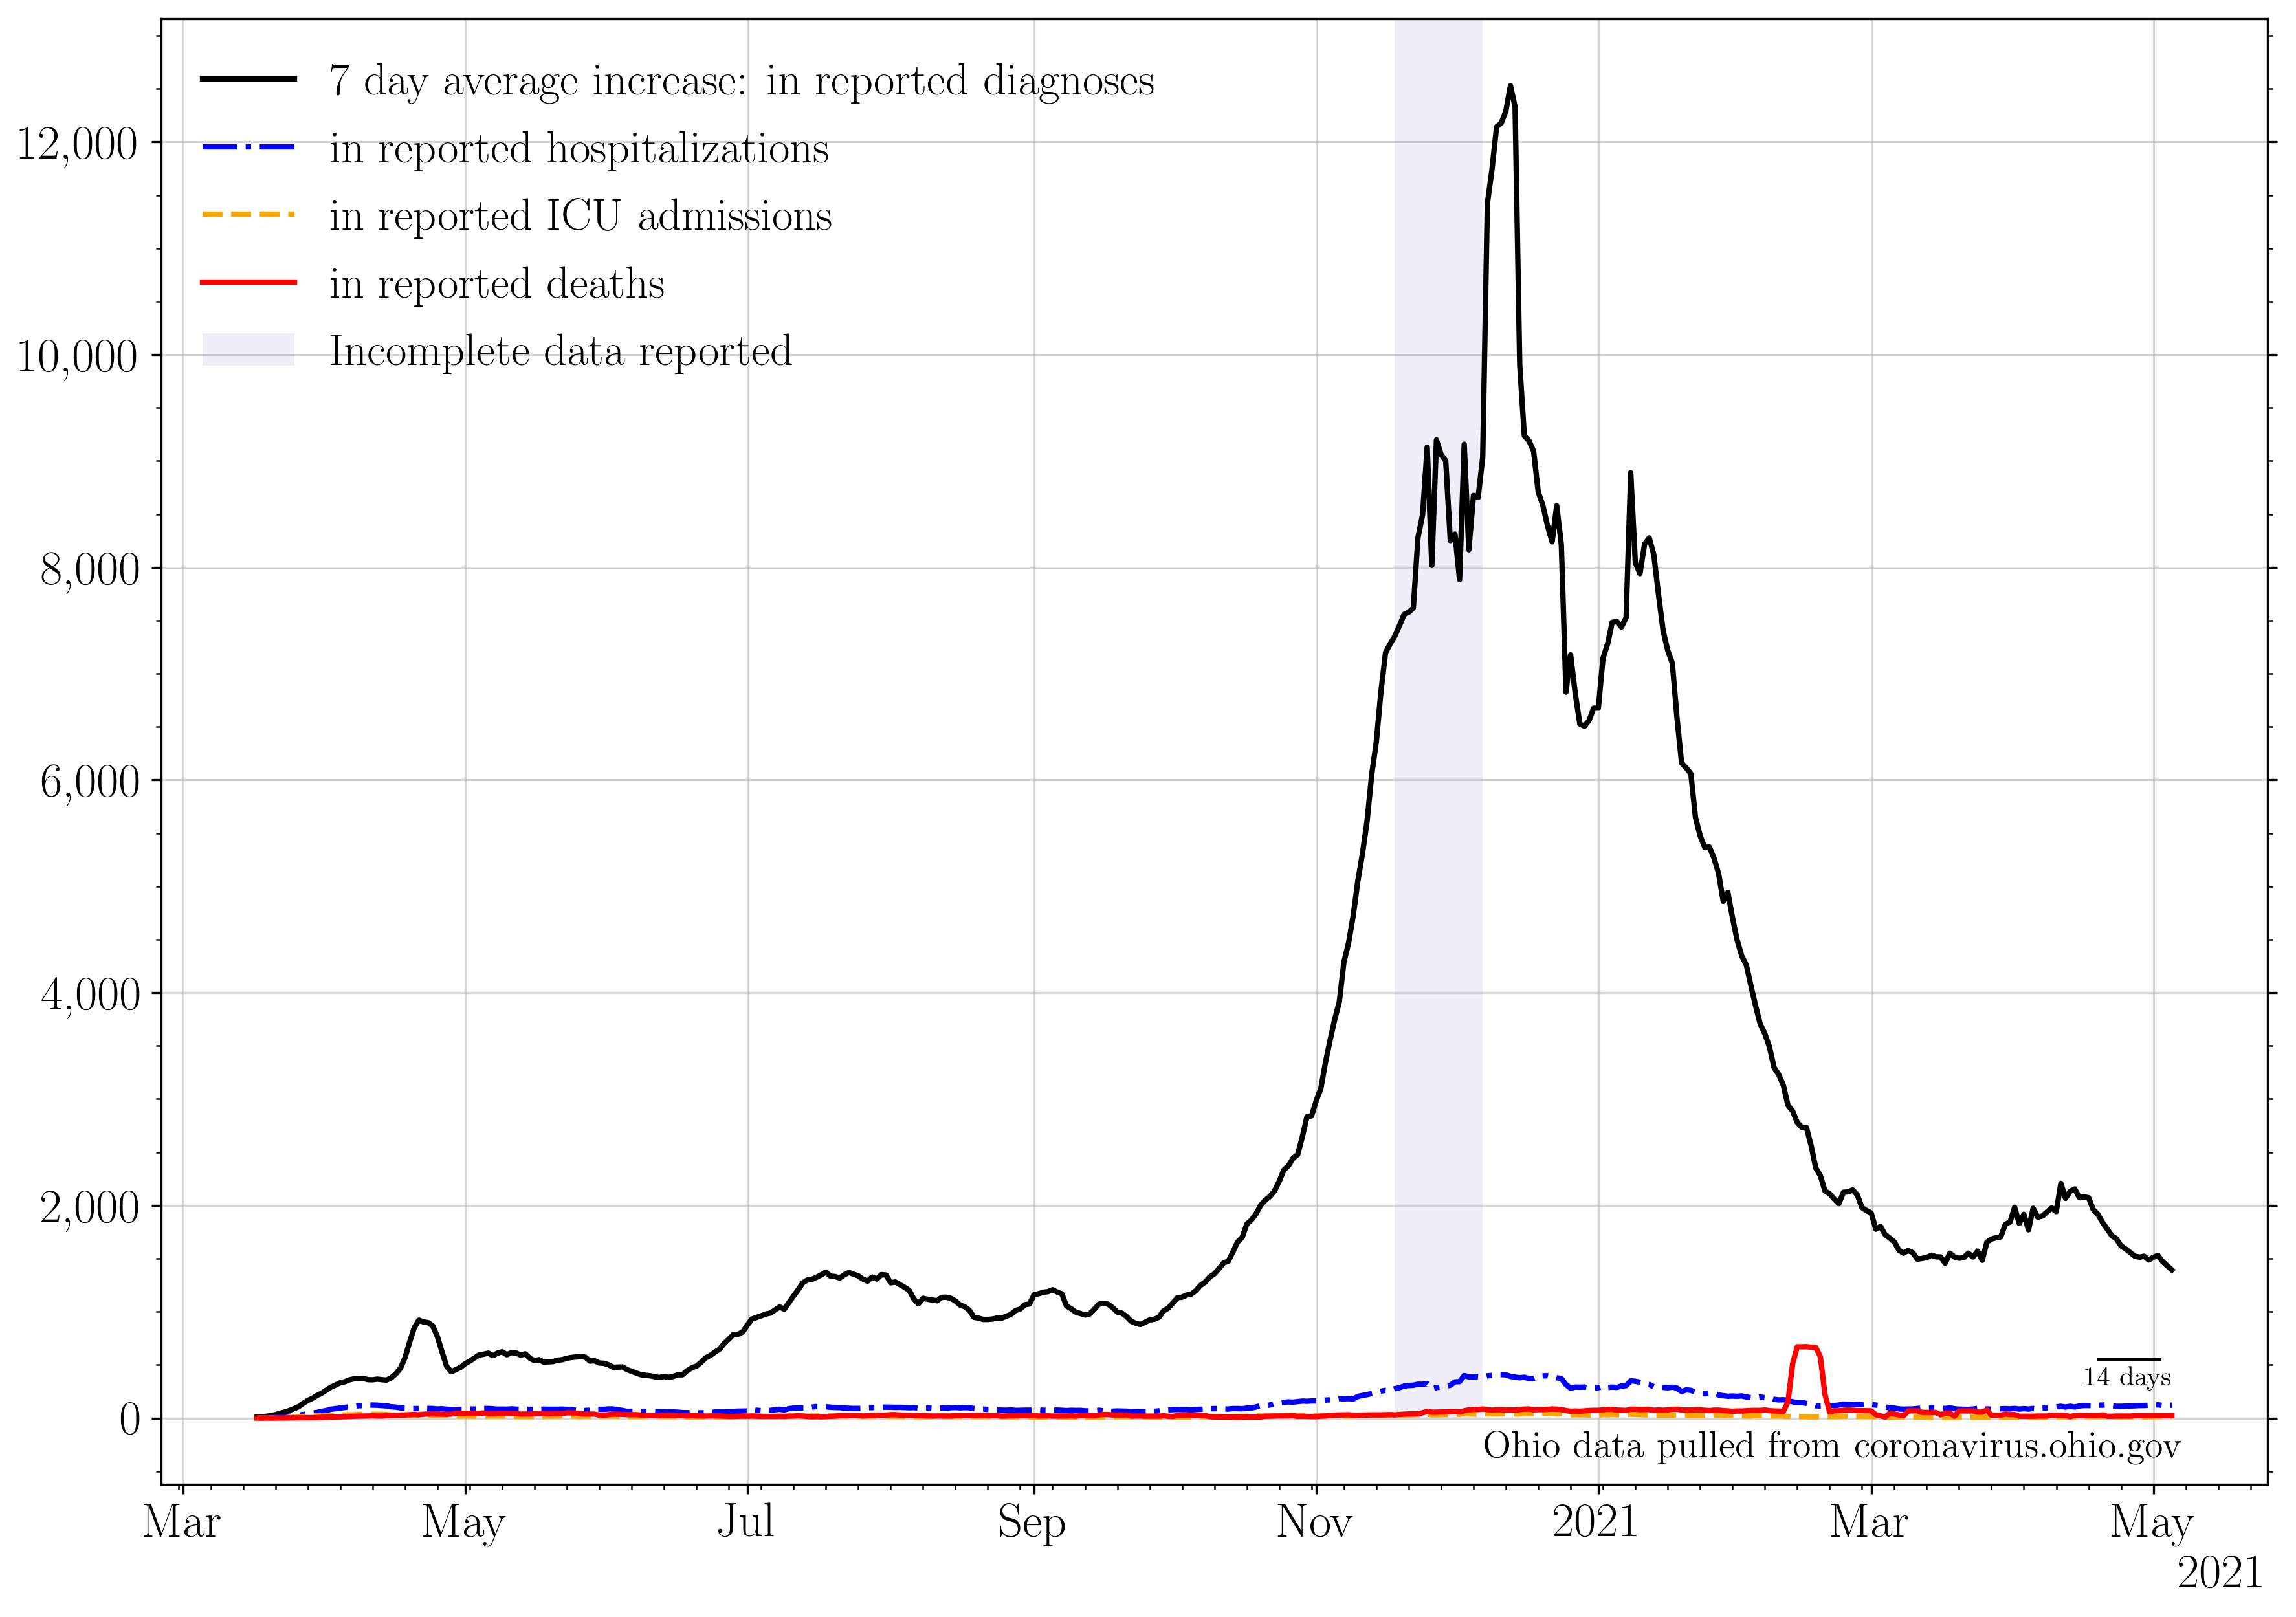 7 day average increase: in reported diagnoses
in reported hospitalizations
in reported ICU admissions
in reported deaths
Incomplete data reported
12,000
10,000
8,000
6,000
4,000
2,000
0
14 days
Ohio data pulled from coronavirus.ohio.gov
Mar May Jul Sep Nov 2021 Mar May
2021